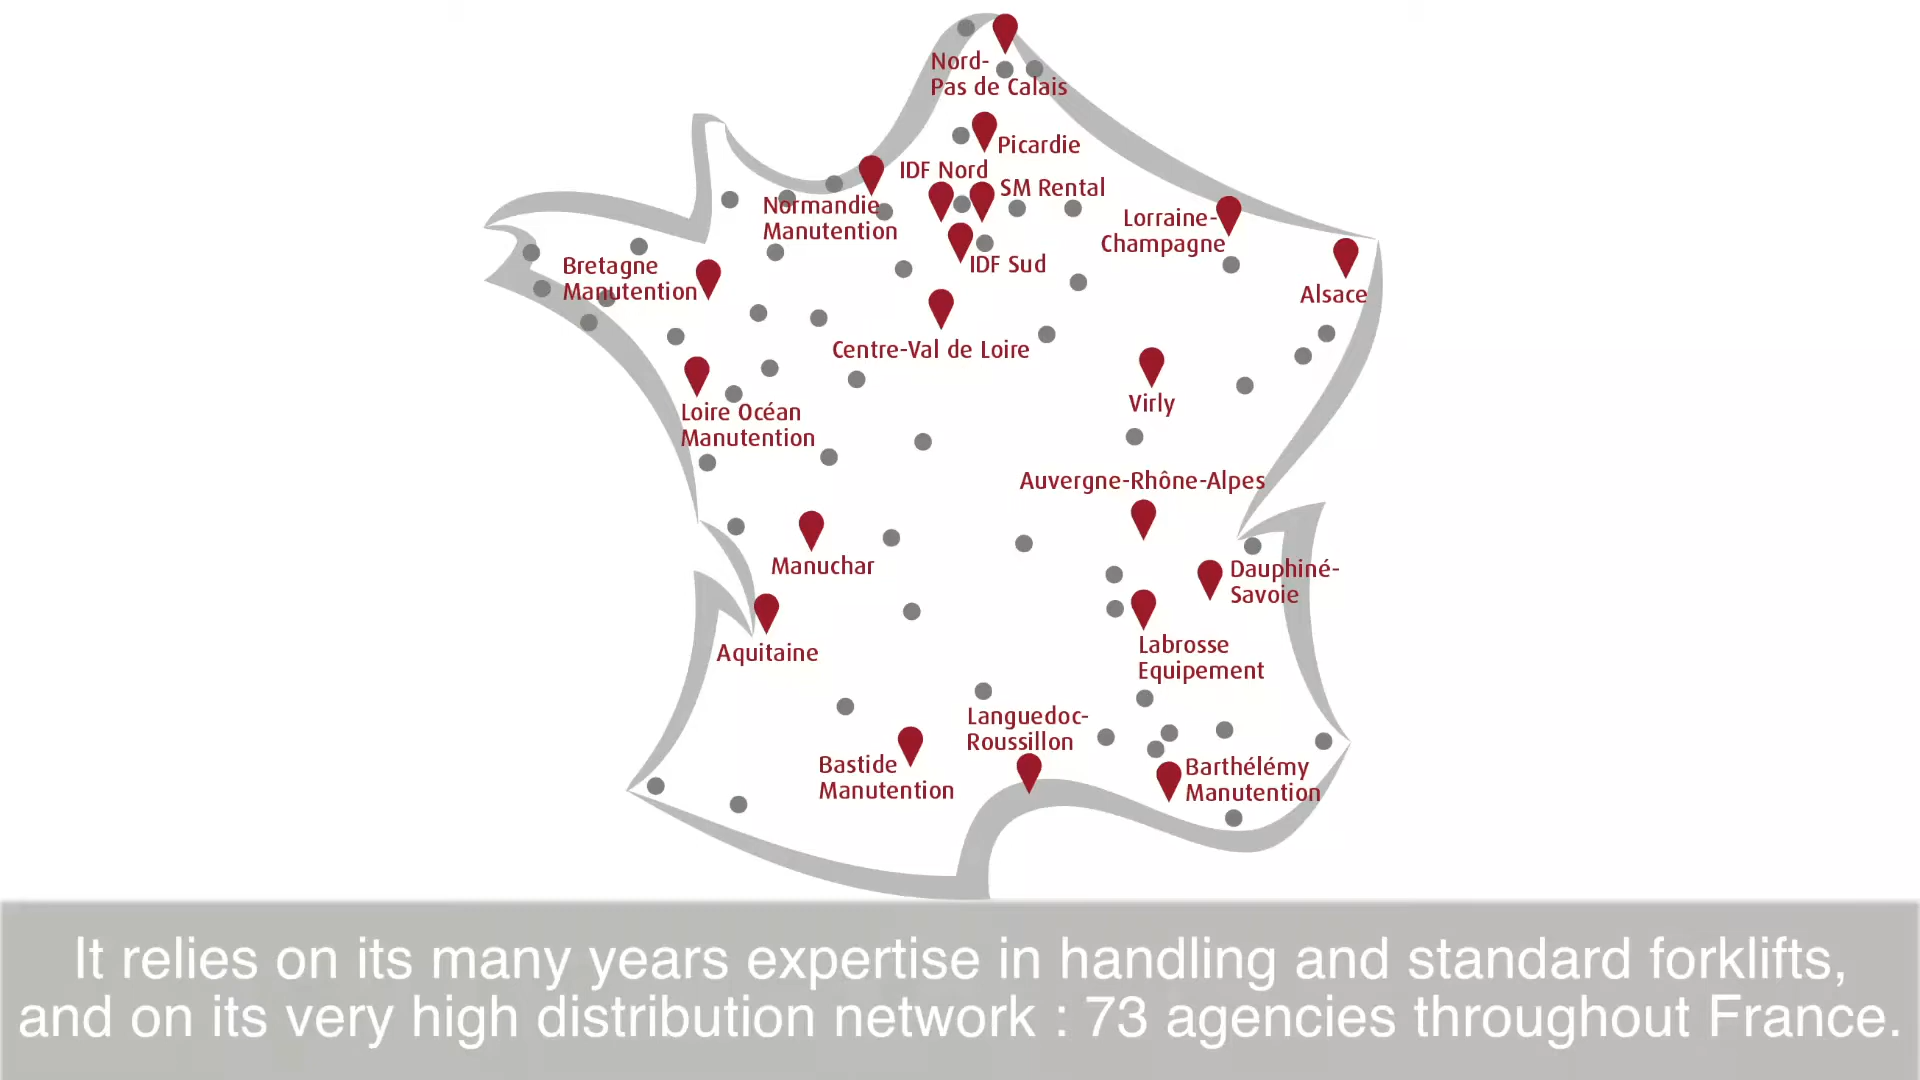 Nord-
Pas de Calais
Picardie
IDF Nord
SM Rental
Normandie
Manutention
Lorraine-
Champagne
IDF Sud
Bretagne
Manutention
Alsace
Centre-Val de Loire
Virly
Loire Océan
Manutention
Auvergne-Rhône-Alpes
Manuchar
Dauphiné-
Savoie
Aquitaine
Labrosse
Equipement
Languedoc-
Roussillon
Bastide
Manutention
Barthélémy
Manutention
It relies on its many years expertise in handling and standard forklifts,
and on its very high distribution network : 73 agencies throughout France.